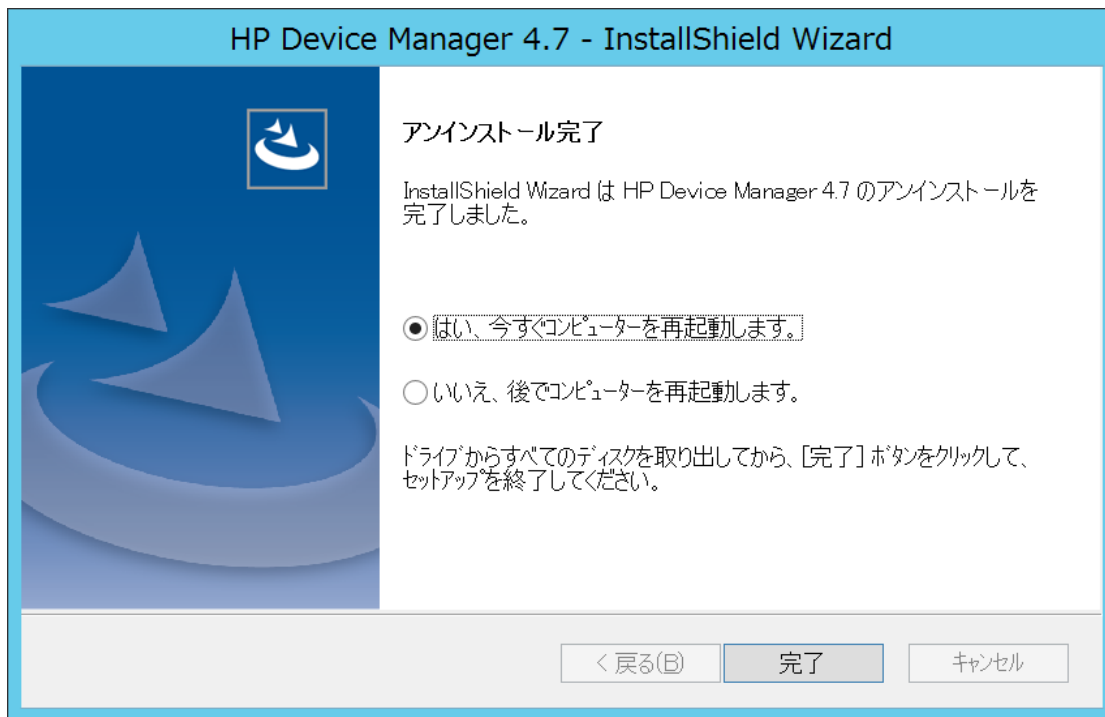 HP Device Manager 4.7 - InstallShield Wizard
アンインストール完了
InstallShield Wizard は HP Device Manager 4.7 のアンインストールを
完了しました。
はい、今すぐコンピューターを再起動します。
いいえ、後でコンピューターを再起動します。
ドライブからすべてのディスクを取り出してから、[完了] ボタンをクリックして、
セットアップを終了してください。
< 戻る(B) 完了 キャンセル